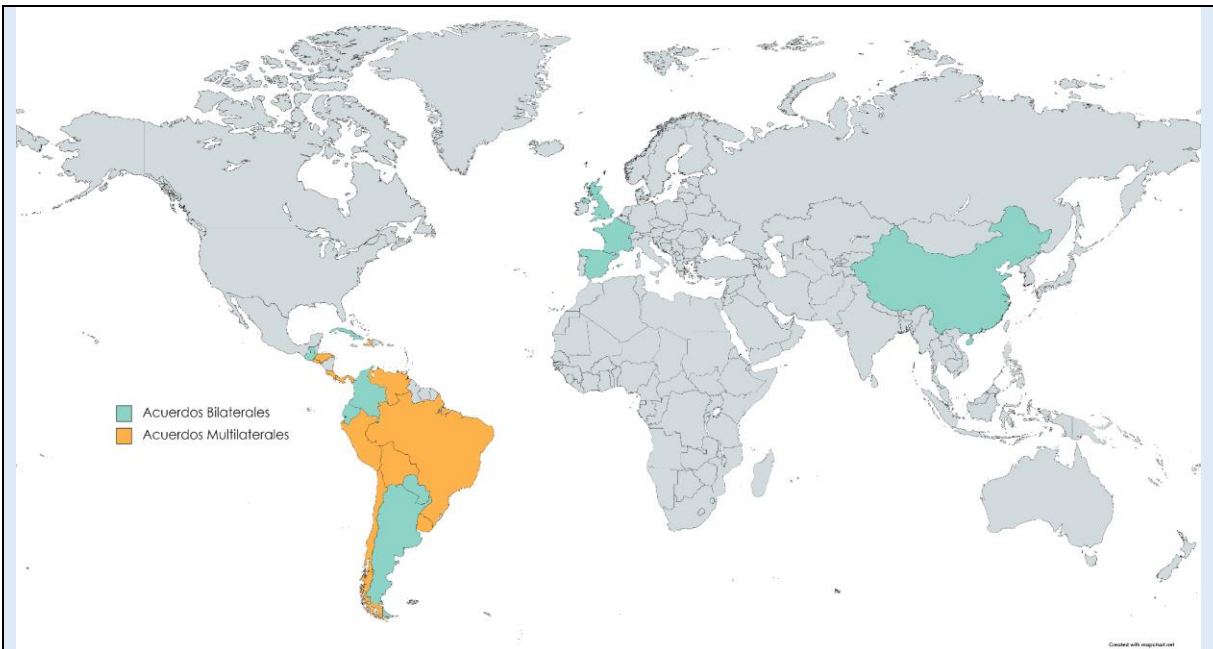 Acuerdos Bilaterales
Acuerdos Multilaterales
Created with mapchart.net